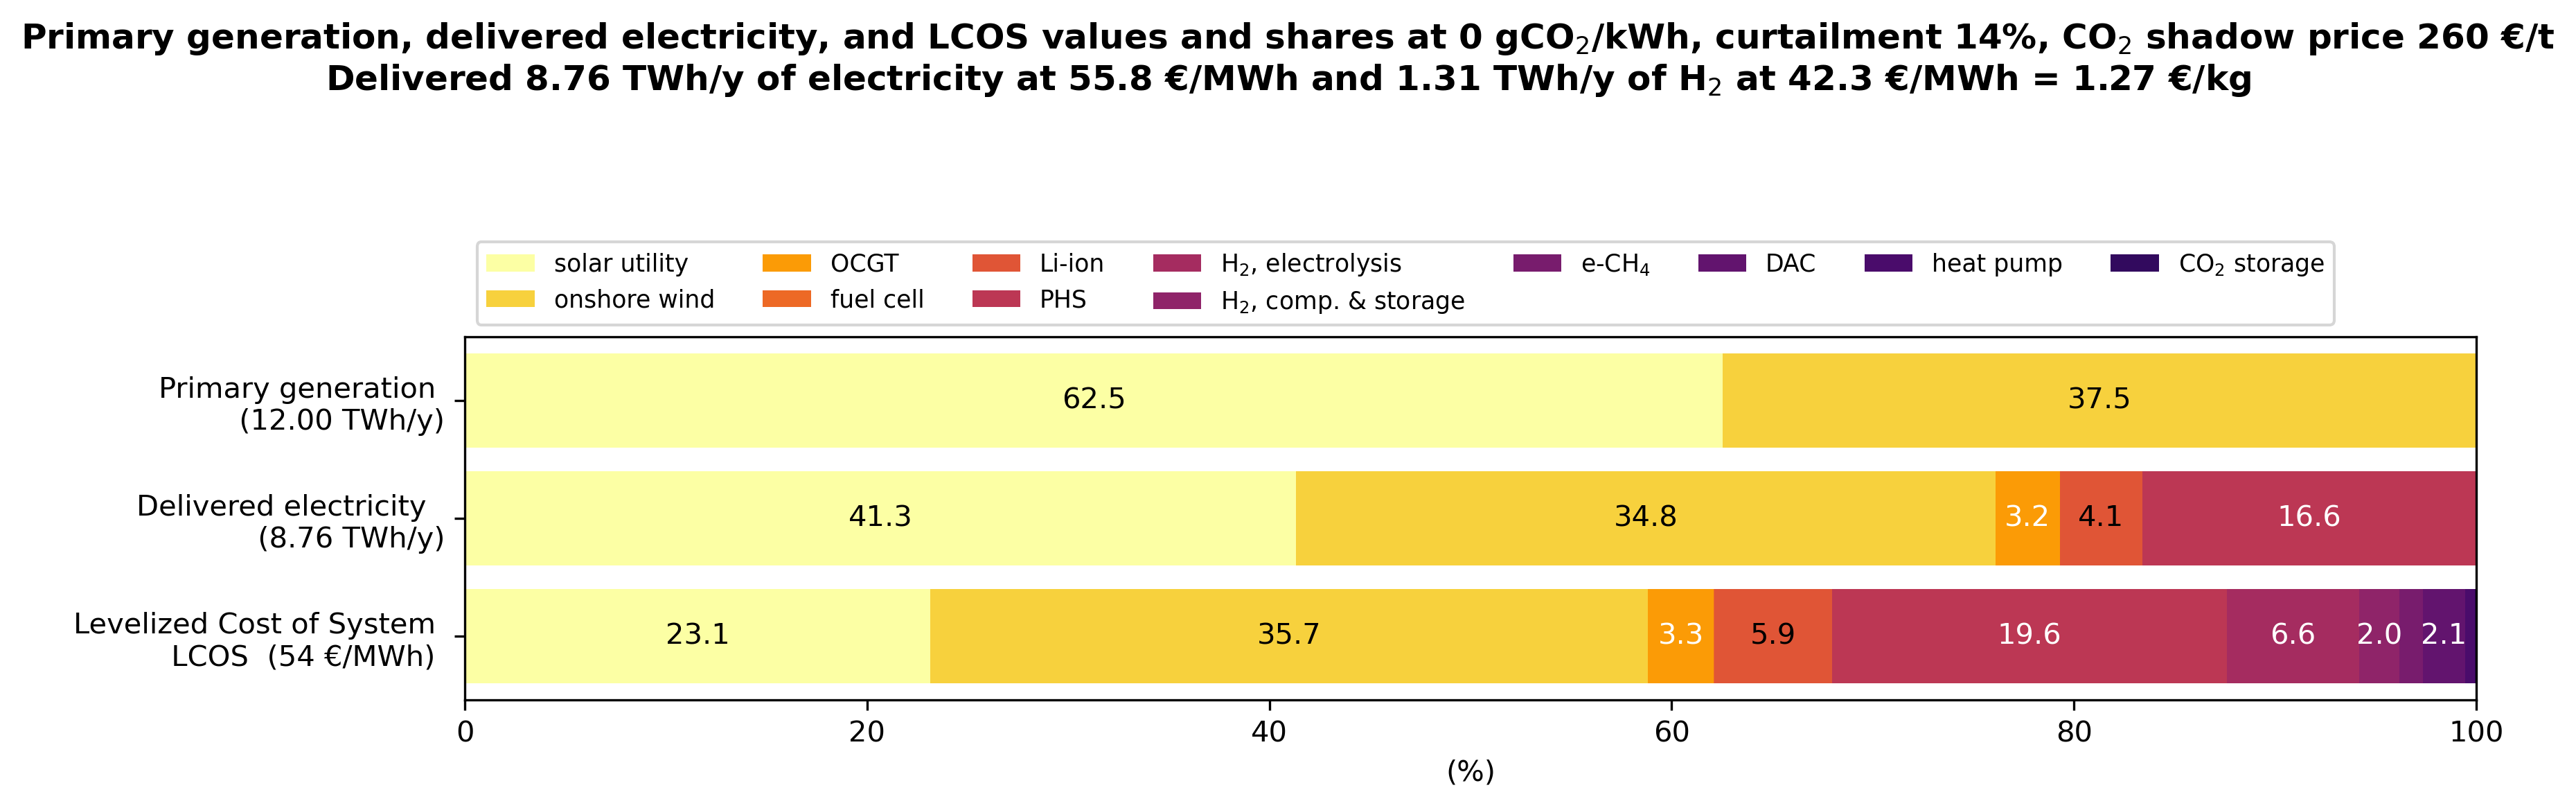 Primary generation, delivered electricity, and LCOS values and shares at 0 gCO₂/kWh, curtailment 14%, CO₂ shadow price 260 €/t
Delivered 8.76 TWh/y of electricity at 55.8 €/MWh and 1.31 TWh/y of H₂ at 42.3 €/MWh = 1.27 €/kg
solar utility OCGT Li-ion H₂, electrolysis e-CH₄ DAC heat pump CO₂ storage
onshore wind fuel cell PHS H₂, comp. & storage
Primary generation
(12.00 TWh/y)
62.5 37.5
Delivered electricity
(8.76 TWh/y)
41.3 34.8 3.2 4.1 16.6
Levelized Cost of System
LCOS (54 €/MWh)
23.1 35.7 3.3 5.9 19.6 6.6 2.0 2.1
0 20 40 60 80 100
(%)